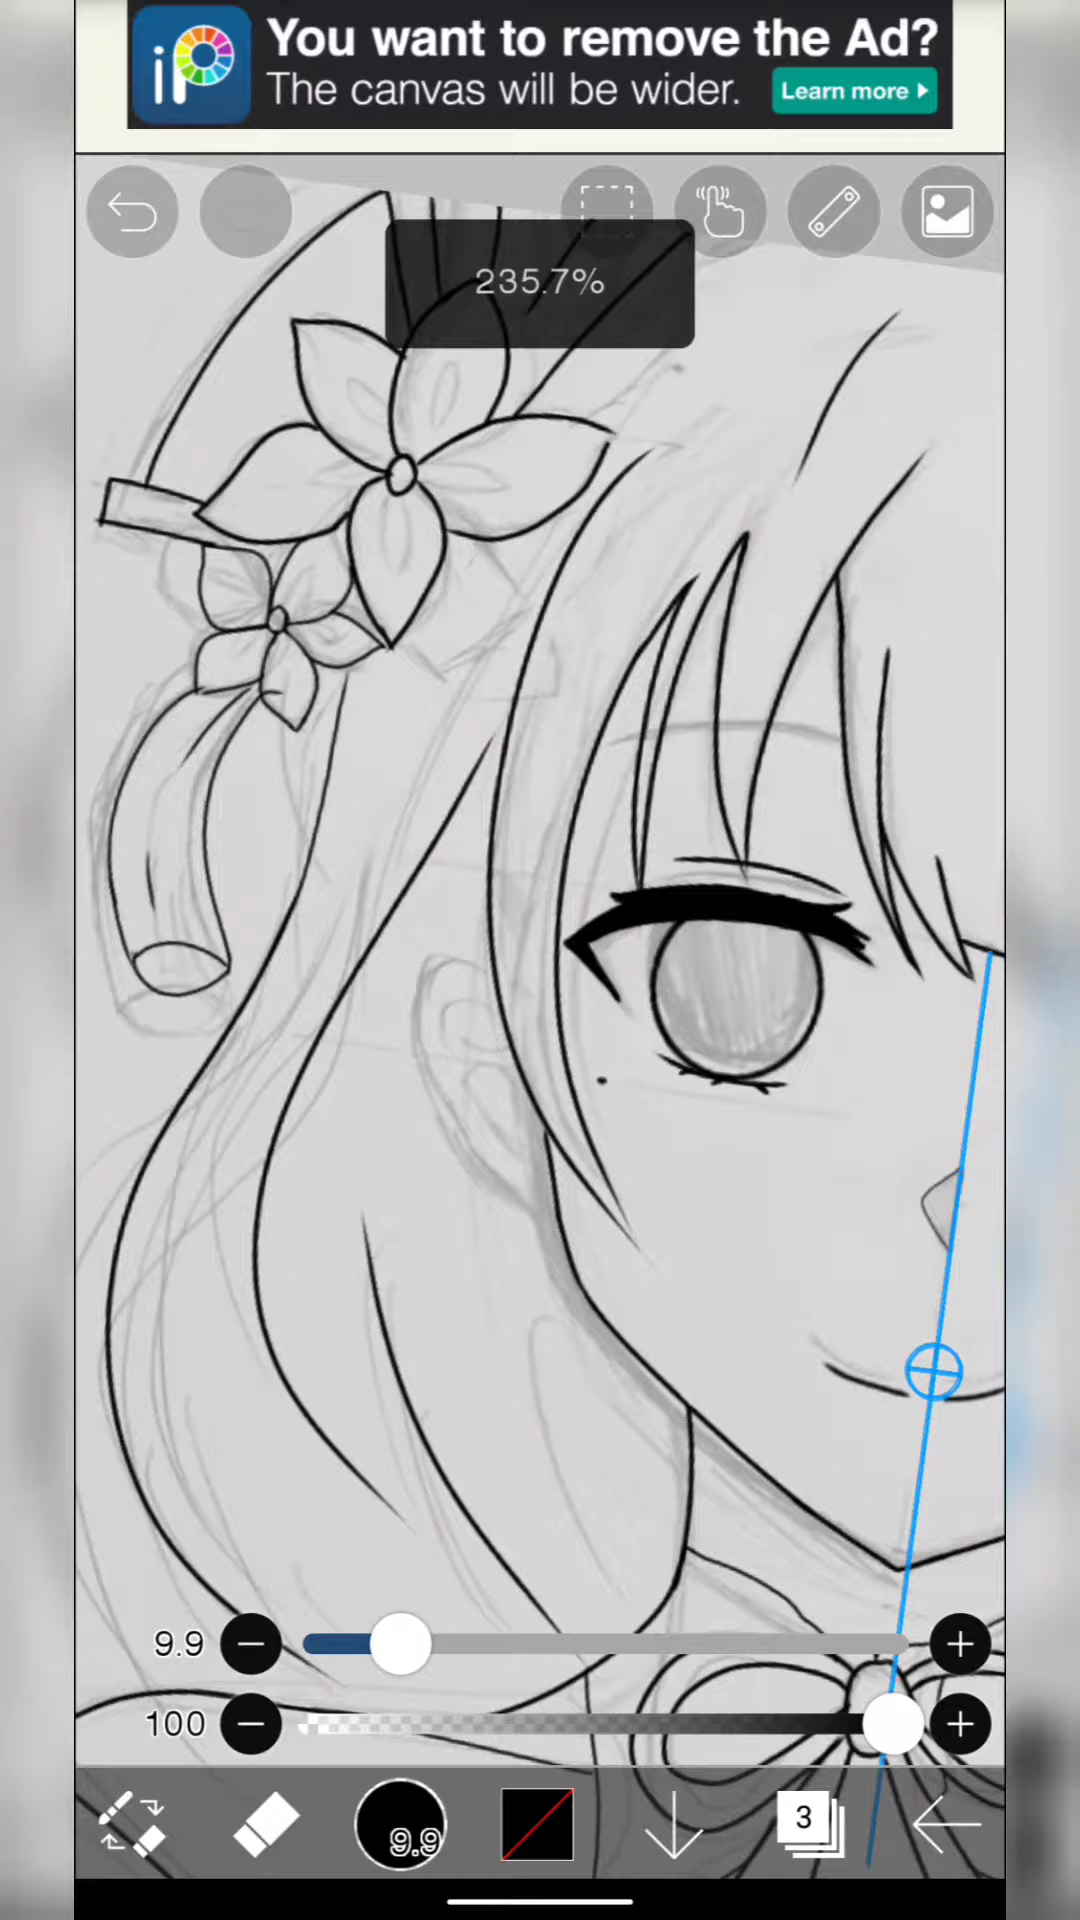 iP
You want to remove the Ad?
The canvas will be wider.
Learn more
235.7%
9.9
100
9.9
3